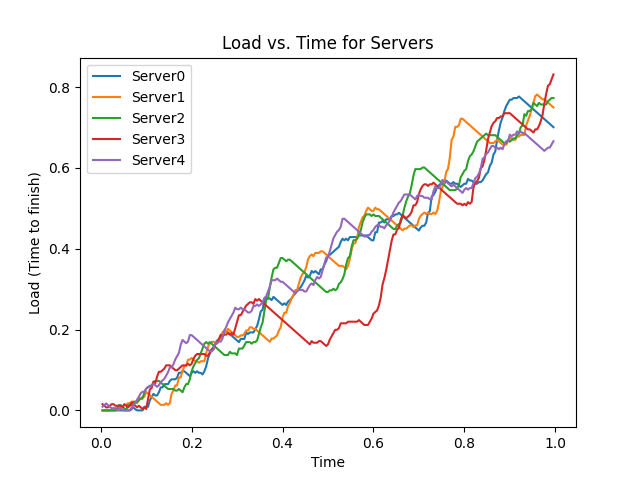 Load vs. Time for Servers
Server0
Server1
Server2
Server3
Server4
Load (Time to finish)
0.8
0.6
0.4
0.2
0.0
0.0 0.2 0.4 0.6 0.8 1.0
Time